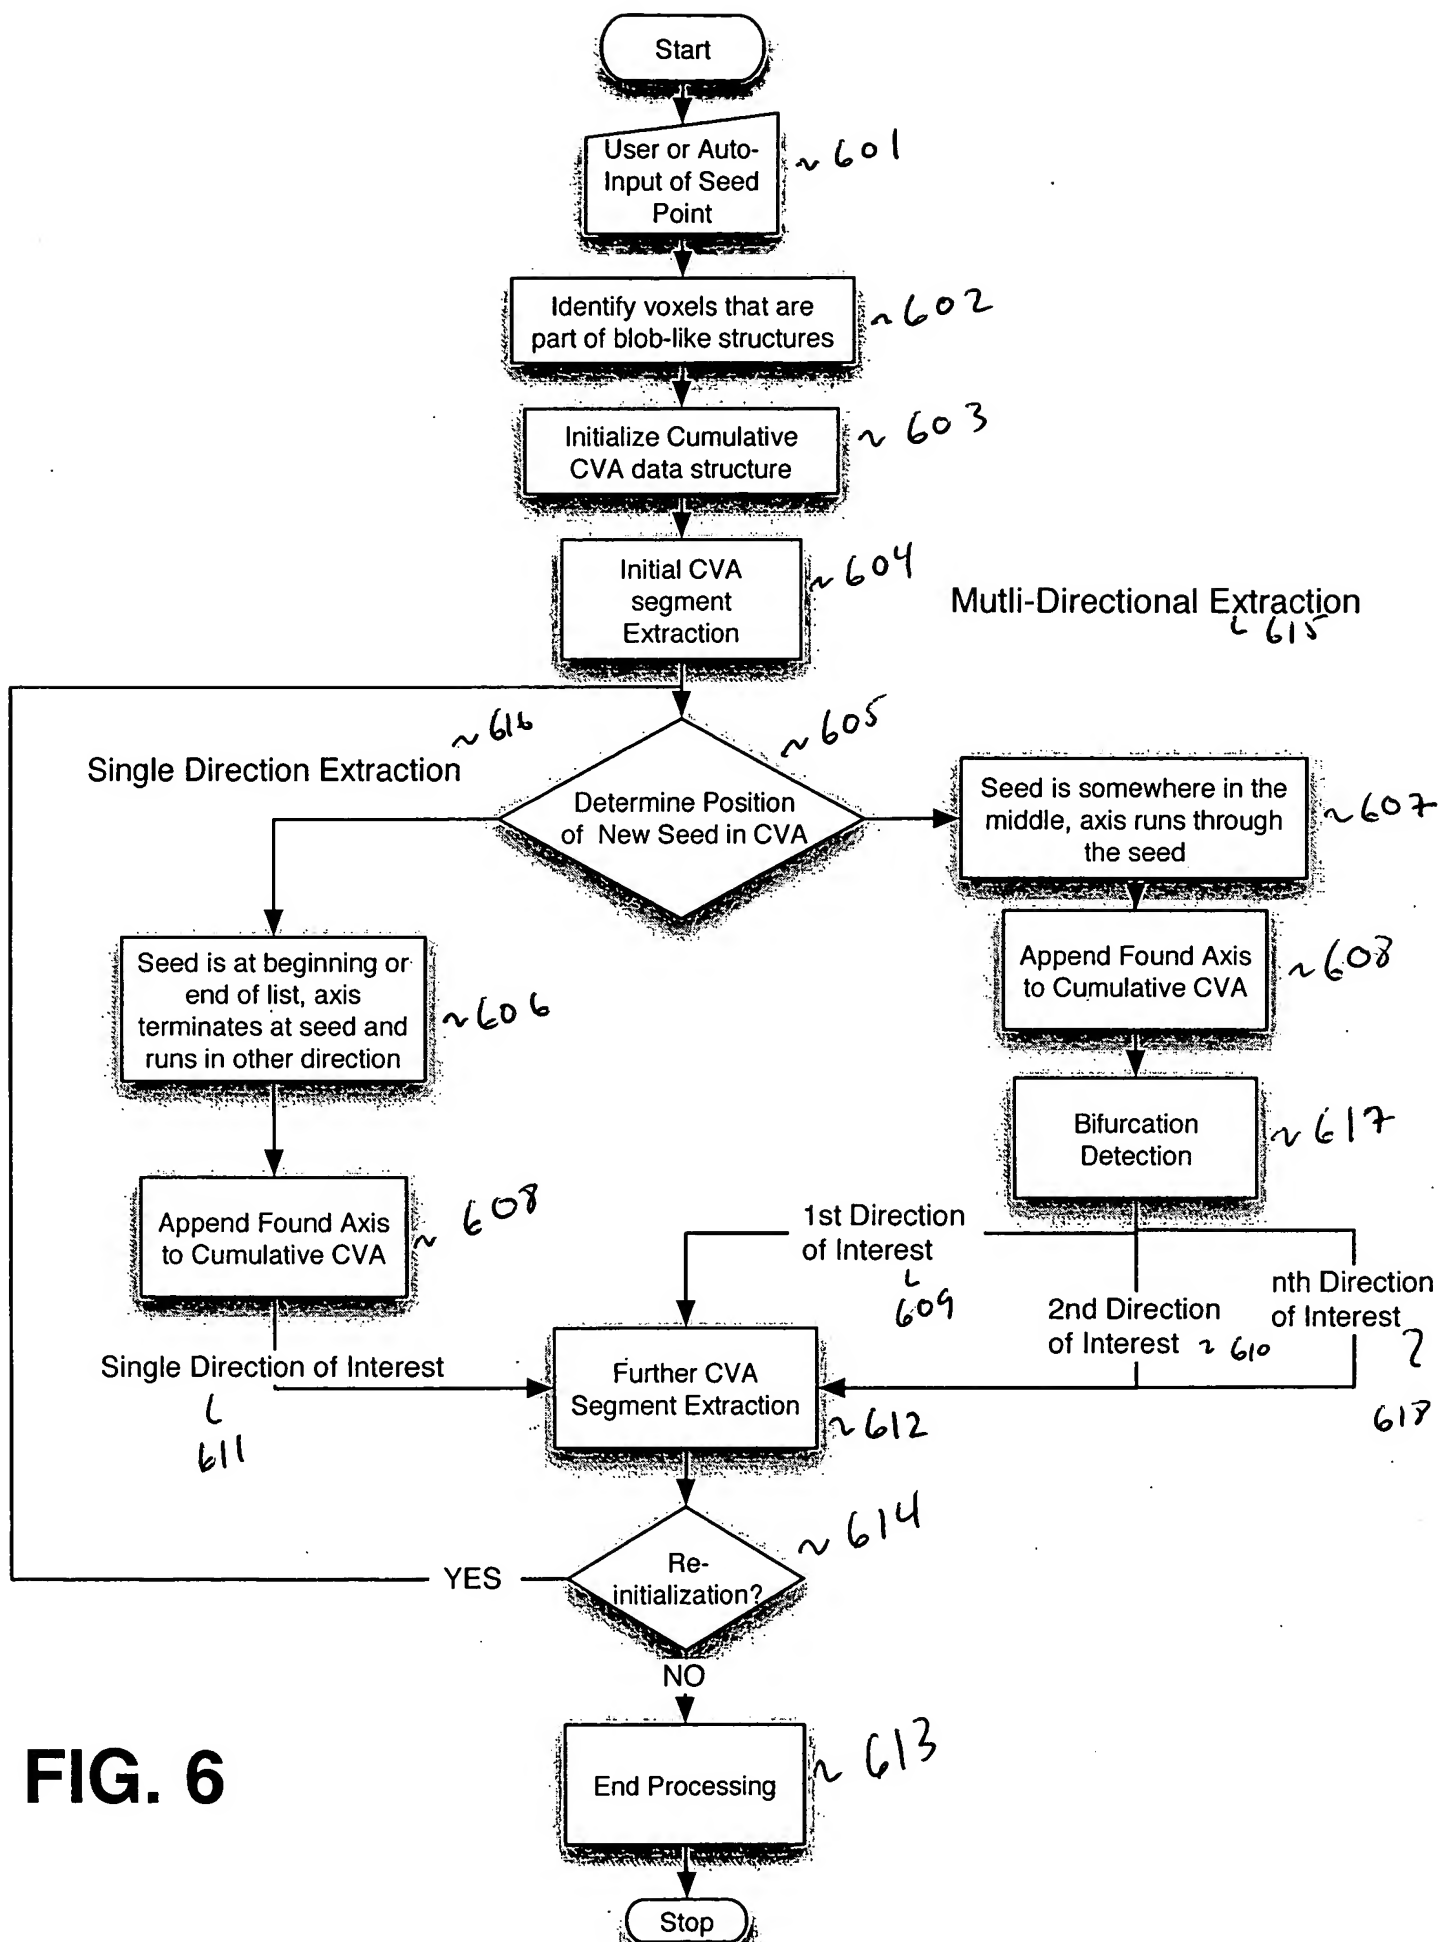 Start
User or Auto-
Input of Seed
Point
~601
Identify voxels that are
part of blob-like structures
~602
Initialize Cumulative
CVA data structure
~603
Initial CVA
segment
Extraction
~604
Mutli-Directional Extraction
615
~616
Single Direction Extraction
Determine Position
of New Seed in CVA
~605
Seed is somewhere in the
middle, axis runs through
the seed
~607
Seed is at beginning or
end of list, axis
terminates at seed and
runs in other direction
~606
Append Found Axis
to Cumulative CVA
~608
Bifurcation
Detection
~617
Append Found Axis
to Cumulative CVA
~608
1st Direction
of Interest
609
2nd Direction
of Interest ~610
nth Direction
of Interest
618
Single Direction of Interest
611
Further CVA
Segment Extraction
~612
Re-
initialization?
~614
YES
NO
End Processing
~613
Stop
FIG. 6